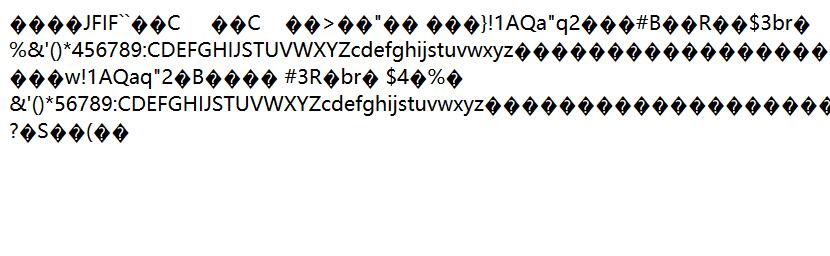 ����JFIF``��C ��C ��>��"�� ���}!1AQa"q2���#B��R��$3br�
%&'()*456789:CDEFGHIJSTUVWXYZcdefghijstuvwxyz�����������������
���w!1AQaq"2�B���� #3R�br� $4�%�
&'()*56789:CDEFGHIJSTUVWXYZcdefghijstuvwxyz�������������������
?�S��(��